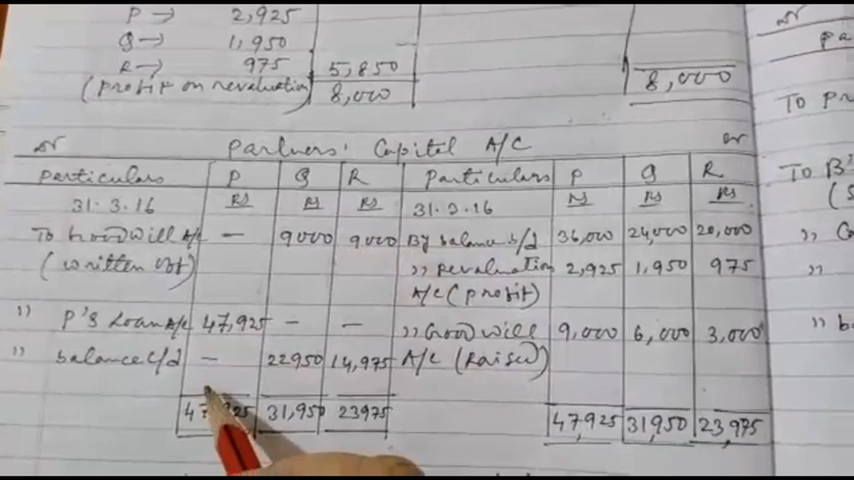 P → 2,925
Q → 1,950
R → 975 5,850
(Profit on revaluation) 8,000 8,000
Dr Partners' Capital A/C cr
Particulars P Q R Particulars P Q R
31.3.16 RS RS RS 31.3.16 RS RS RS
To Goodwill A/c — 9000 9000 By balance b/d 36,000 24,000 20,000
(written off) ,, revaluation 2,925 1,950 975
A/c (profit)
,, P's Loan A/c 47,925 — — ,, Goodwill 9,000 6,000 3,000
,, balance c/d — 22950 14,975 A/c (Raised)
31,950 23975 47,925 31,950 23,975
Dr
Pa
To Pr
To B
,,
,,
,, b